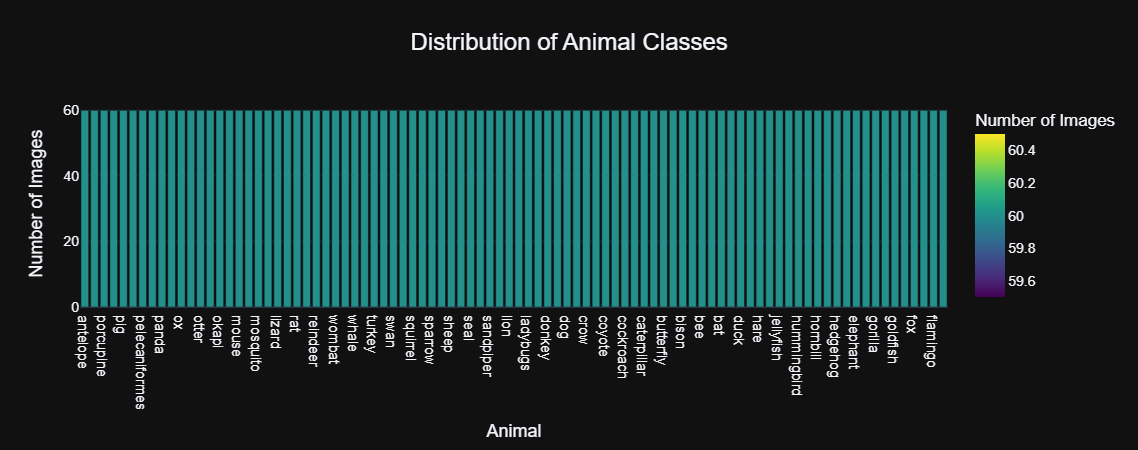 Distribution of Animal Classes
Number of Images
60
40
20
0
antelope
porcupine
pig
pelecaniformes
panda
ox
otter
okapi
mouse
mosquito
lizard
rat
reindeer
wombat
whale
turkey
swan
squirrel
sparrow
sheep
seal
sandpiper
lion
ladybugs
donkey
dog
crow
coyote
cockroach
caterpillar
butterfly
bison
bee
bat
duck
hare
jellyfish
hummingbird
hornbill
hedgehog
elephant
gorilla
goldfish
fox
flamingo
Animal
Number of Images
60.4
60.2
60
59.8
59.6